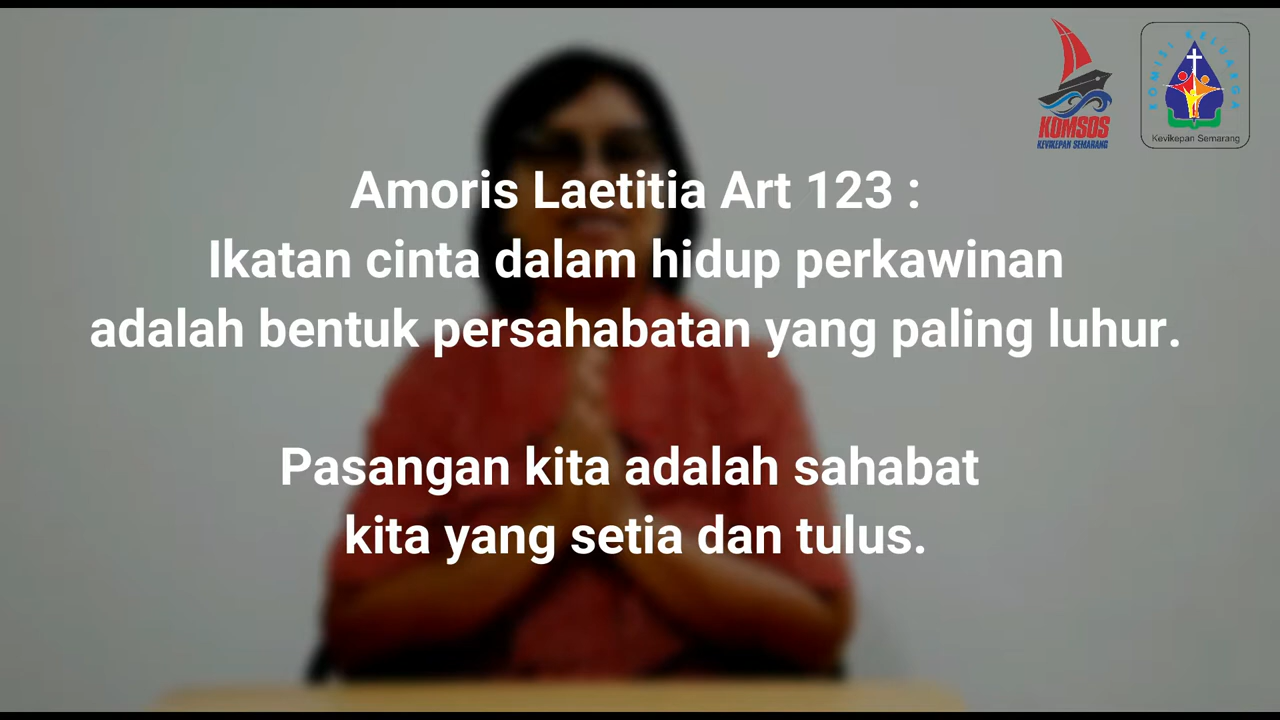 KOMSOS
KEVIKEPAN SEMARANG
KOMISI KELUARGA
Kevikepan Semarang
Amoris Laetitia Art 123 :
Ikatan cinta dalam hidup perkawinan
adalah bentuk persahabatan yang paling luhur.
Pasangan kita adalah sahabat
kita yang setia dan tulus.